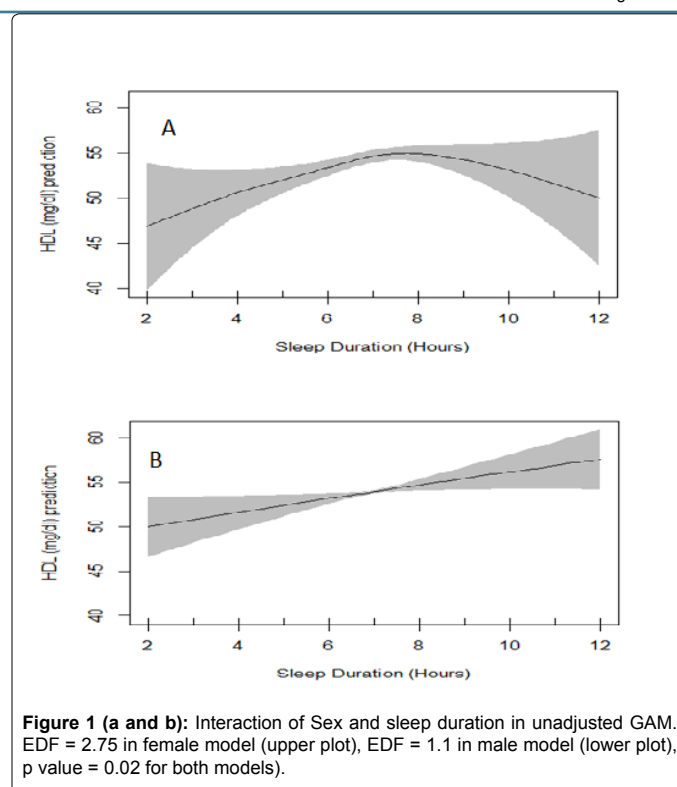 60
55
50
45
40
HDL (mg/dl) prediction
A
2 4 6 8 10 12
Sleep Duration (Hours)
60
55
50
45
40
HDL (mg/dl) prediction
B
2 4 6 8 10 12
Sleep Duration (Hours)
Figure 1 (a and b): Interaction of Sex and sleep duration in unadjusted GAM.
EDF = 2.75 in female model (upper plot), EDF = 1.1 in male model (lower plot),
p value = 0.02 for both models).